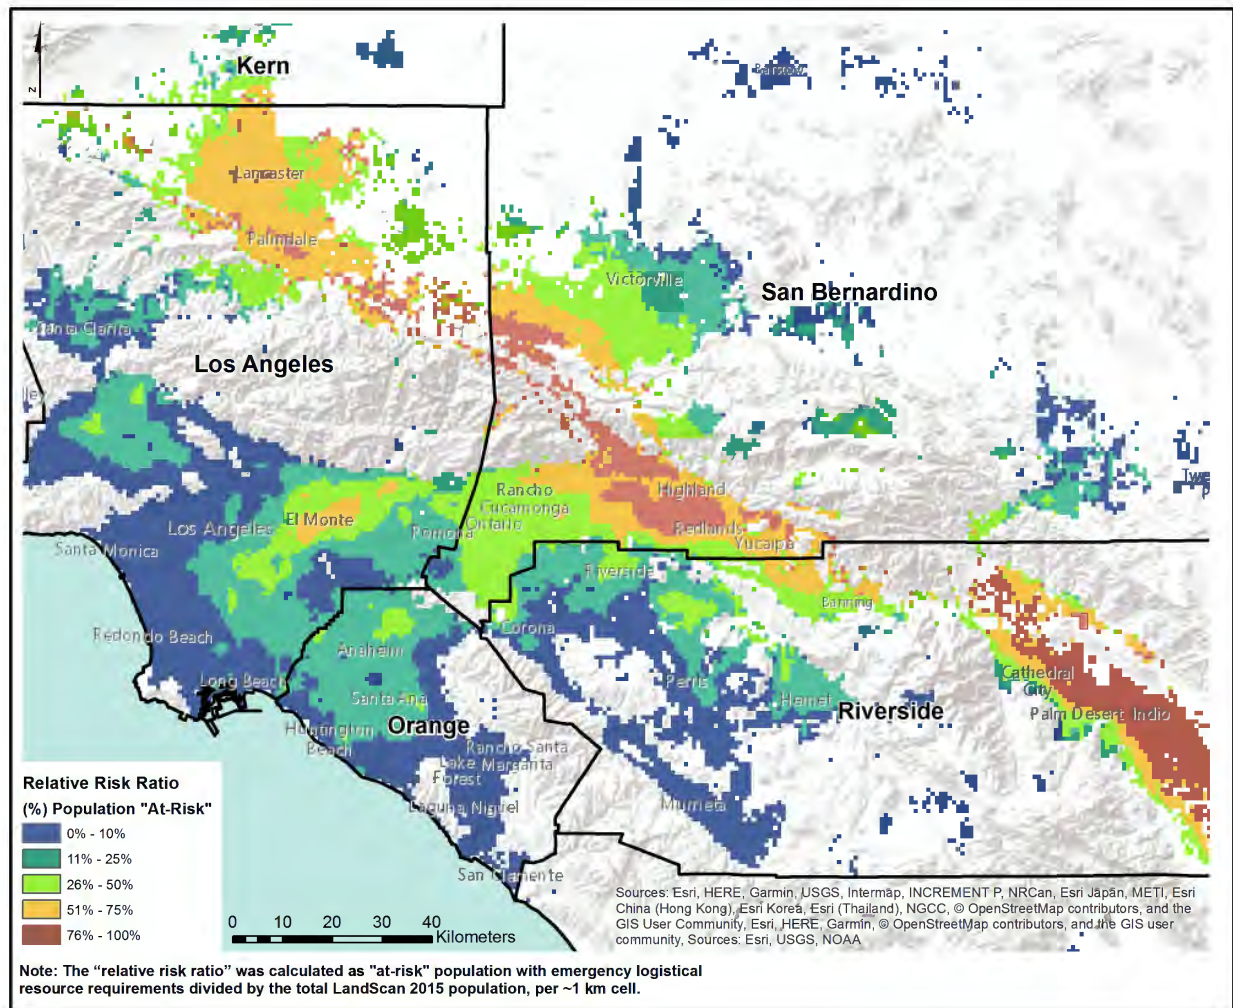 Kern
Barstow
N
Lancaster
Palmdale
Victorville
San Bernardino
Santa Clarita
Los Angeles
lley
Twe
P
Rancho
Cucamonga
Highland
El Monte
Ontario
Los Angeles
Pomona
Redlands
Yucaipa
Santa Monica
Riverside
Banning
Corona
Redondo Beach
Anaheim
Cathedral
City
Perris
Long Beach
Santa Ana
Hemet
Riverside
Palm Desert Indio
Orange
Huntington
Beach
Rancho Santa
Lake Margarita
Forest
Laguna Niguel
Murrieta
San Clemente
Relative Risk Ratio
(%) Population "At-Risk"
0% - 10%
11% - 25%
26% - 50%
51% - 75%
76% - 100%
0 10 20 30 40
Kilometers
Sources: Esri, HERE, Garmin, USGS, Intermap, INCREMENT P, NRCan, Esri Japan, METI, Esri
China (Hong Kong), Esri Korea, Esri (Thailand), NGCC, © OpenStreetMap contributors, and the
GIS User Community, Esri, HERE, Garmin, © OpenStreetMap contributors, and the GIS user
community, Sources: Esri, USGS, NOAA
Note: The “relative risk ratio” was calculated as "at-risk" population with emergency logistical
resource requirements divided by the total LandScan 2015 population, per ~1 km cell.